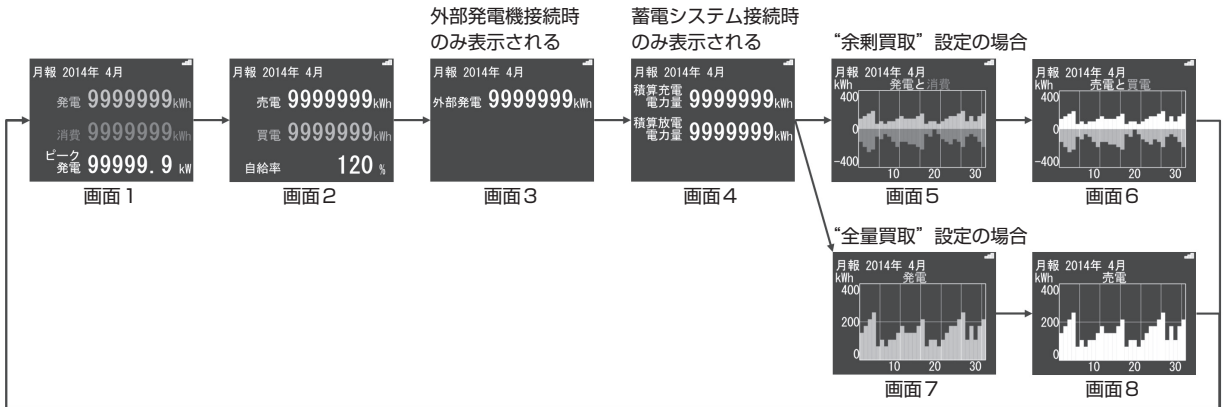 外部発電機接続時
のみ表示される
蓄電システム接続時
のみ表示される
“余剰買取”設定の場合
月報 2014年 4月
発電 9999999kWh
消費 9999999kWh
ピーク
発電 99999.9 kW
画面1
月報 2014年 4月
売電 9999999kWh
買電 9999999kWh
自給率 120 %
画面2
月報 2014年 4月
外部発電 9999999kWh
画面3
月報 2014年 4月
積算充電
電力量 9999999kWh
積算放電
電力量 9999999kWh
画面4
月報 2014年 4月
kWh 発電と消費
400
0
-400
10 20 30
画面5
月報 2014年 4月
kWh 売電と買電
400
0
-400
10 20 30
画面6
“全量買取”設定の場合
月報 2014年 4月
kWh 発電
400
200
0
10 20 30
画面7
月報 2014年 4月
kWh 売電
400
200
0
10 20 30
画面8